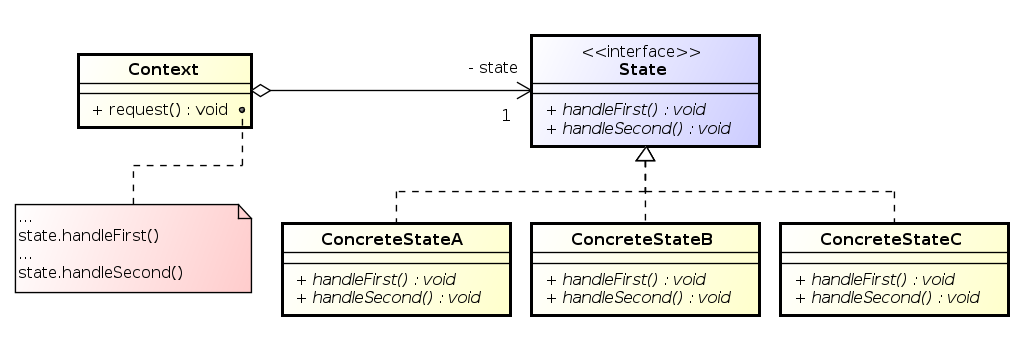 Context
+ request() : void
- state
1
<<interface>>
State
+ handleFirst() : void
+ handleSecond() : void
...
state.handleFirst()
...
state.handleSecond()
ConcreteStateA
+ handleFirst() : void
+ handleSecond() : void
ConcreteStateB
+ handleFirst() : void
+ handleSecond() : void
ConcreteStateC
+ handleFirst() : void
+ handleSecond() : void